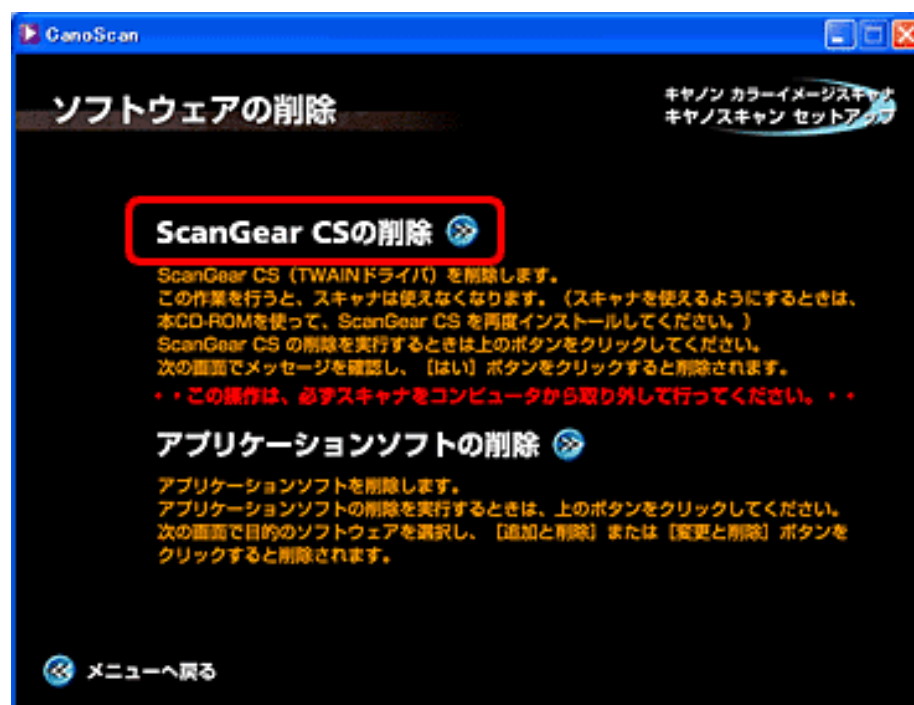 CanoScan
ソフトウェアの削除
キヤノン カラーイメージスキャナ
キヤノスキャン セットアップ
ScanGear CSの削除
ScanGear CS（TWAINドライバ）を削除します。
この作業を行うと、スキャナは使えなくなります。（スキャナを使えるようにするときは、
本CD-ROMを使って、ScanGear CS を再度インストールしてください。）
ScanGear CS の削除を実行するときは上のボタンをクリックしてください。
次の画面でメッセージを確認し、［はい］ボタンをクリックすると削除されます。
・・この操作は、必ずスキャナをコンピュータから取り外して行ってください。・・
アプリケーションソフトの削除
アプリケーションソフトを削除します。
アプリケーションソフトの削除を実行するときは、上のボタンをクリックしてください。
次の画面で目的のソフトウェアを選択し、［追加と削除］または［変更と削除］ボタンを
クリックすると削除されます。
メニューへ戻る